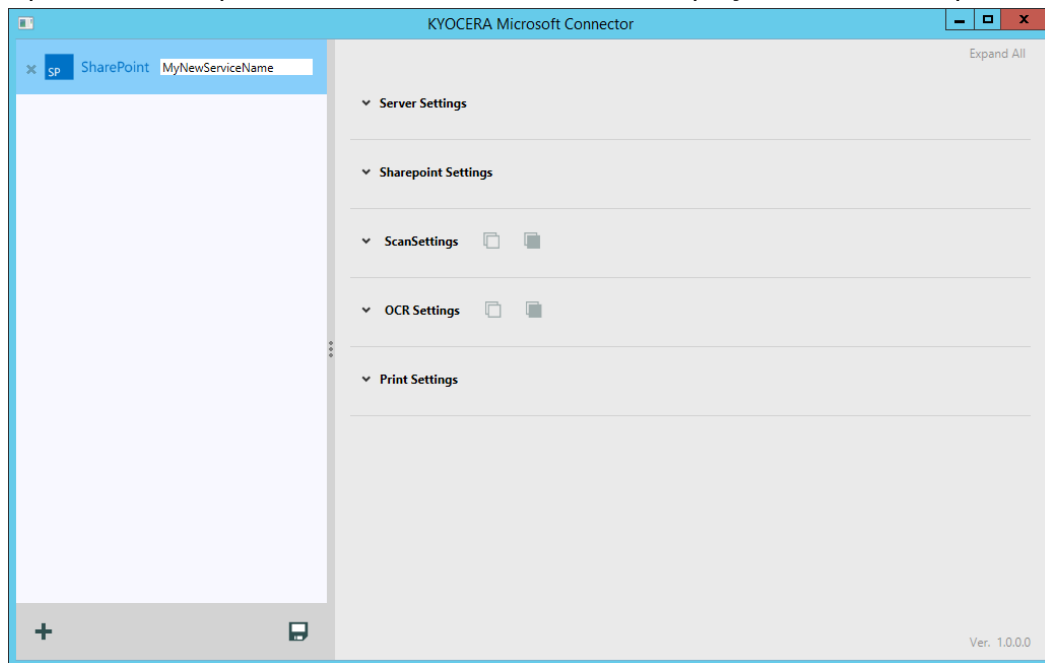 KYOCERA Microsoft Connector
SP SharePoint MyNewServiceName
Expand All
Server Settings
Sharepoint Settings
ScanSettings
OCR Settings
Print Settings
Ver. 1.0.0.0